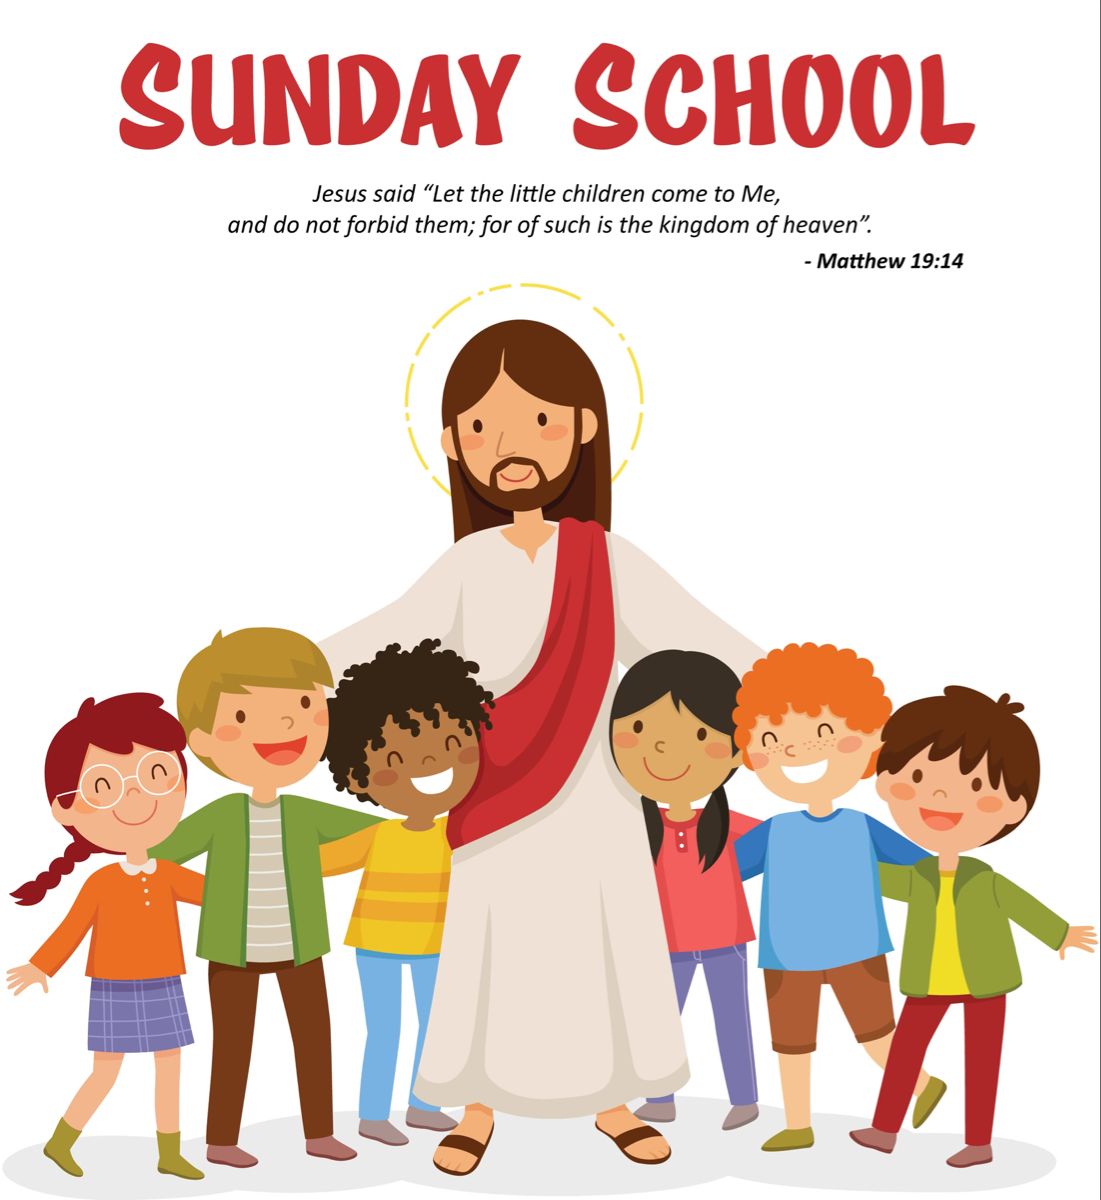 SUNDAY SCHOOL
Jesus said “Let the little children come to Me,
and do not forbid them; for of such is the kingdom of heaven”.
- Matthew 19:14